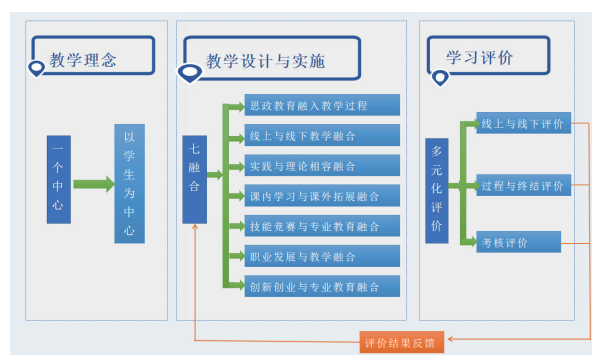 教学理念
一个中心
以学生为中心
教学设计与实施
七融合
思政教育融入教学过程
线上与线下教学融合
实践与理论相容融合
课内学习与课外拓展融合
技能竞赛与专业教育融合
职业发展与教学融合
创新创业与专业教育融合
学习评价
多元化评价
线上与线下评价
过程与终结评价
考核评价
评价结果反馈